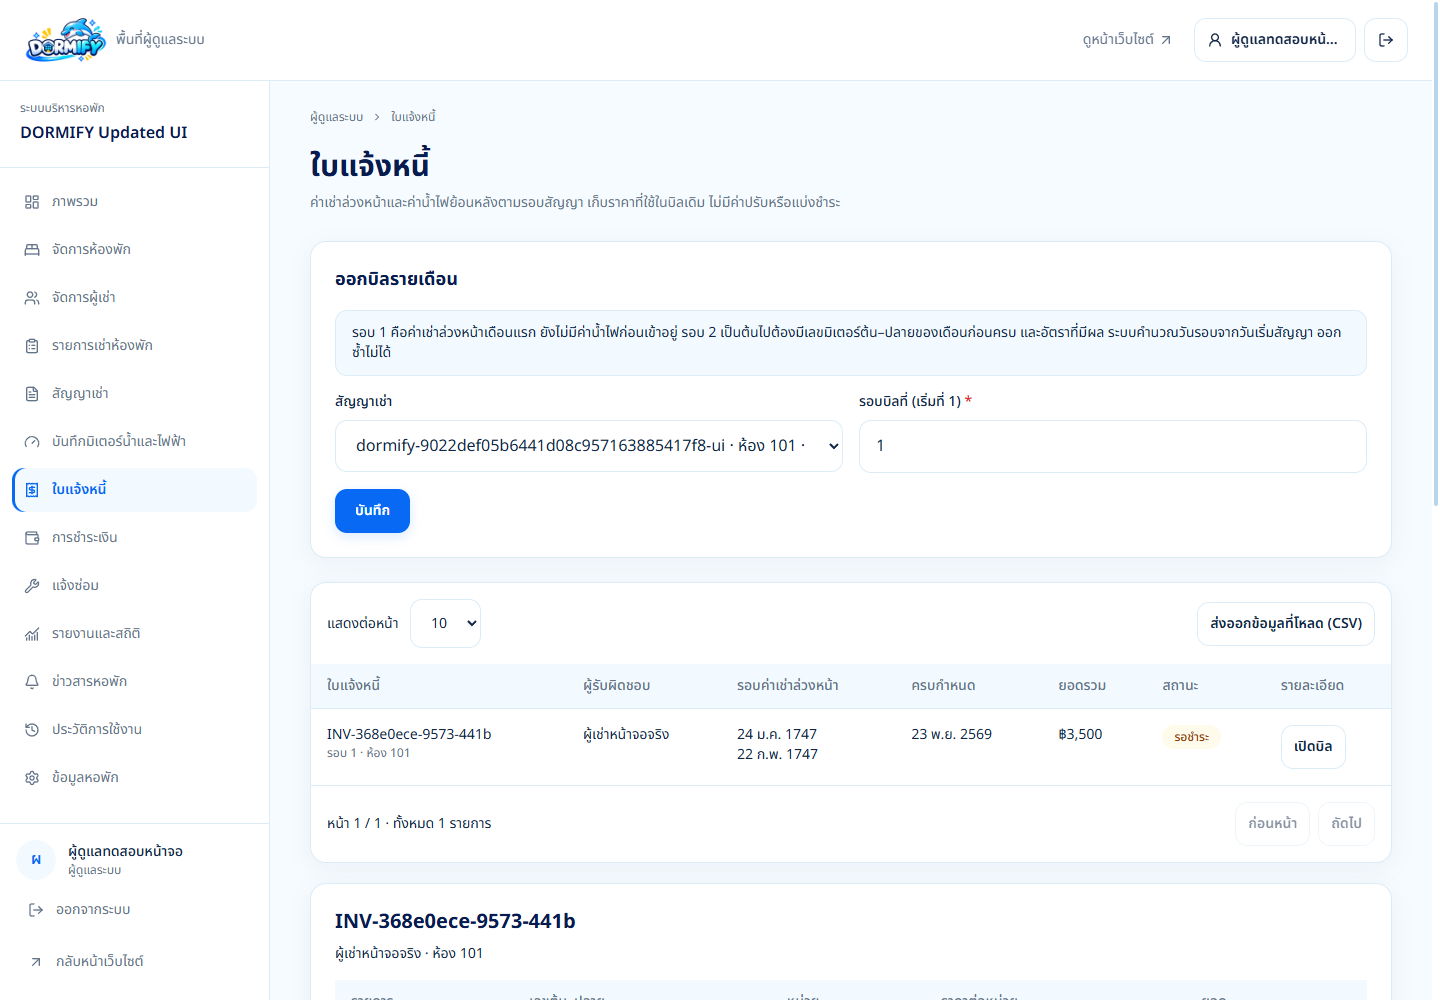 DORMIFY
พื้นที่ผู้ดูแลระบบ
ดูหน้าเว็บไซต์
ผู้ดูแลทดสอบหน้...
ระบบบริหารหอพัก
DORMIFY Updated UI
ภาพรวม
จัดการห้องพัก
จัดการผู้เช่า
รายการเช่าห้องพัก
สัญญาเช่า
บันทึกมิเตอร์น้ำและไฟฟ้า
ใบแจ้งหนี้
การชำระเงิน
แจ้งซ่อม
รายงานและสถิติ
ข่าวสารหอพัก
ประวัติการใช้งาน
ข้อมูลหอพัก
ผ
ผู้ดูแลทดสอบหน้าจอ
ผู้ดูแลระบบ
ออกจากระบบ
กลับหน้าเว็บไซต์
ผู้ดูแลระบบ > ใบแจ้งหนี้
ใบแจ้งหนี้
ค่าเช่าล่วงหน้าและค่าน้ำไฟย้อนหลังตามรอบสัญญา เก็บราคาที่ใช้ในบิลเดิม ไม่มีค่าปรับหรือแบ่งชำระ
ออกบิลรายเดือน
รอบ 1 คือค่าเช่าล่วงหน้าเดือนแรก ยังไม่มีค่าน้ำไฟก่อนเข้าอยู่ รอบ 2 เป็นต้นไปต้องมีเลขมิเตอร์ต้น–ปลายของเดือนก่อนครบ และอัตราที่มีผล ระบบคำนวณวันรอบจากวันเริ่มสัญญา ออก
ซ้ำไม่ได้
สัญญาเช่า
รอบบิลที่ (เริ่มที่ 1) *
dormify-9022def05b6441d08c957163885417f8-ui · ห้อง 101 ·
1
บันทึก
แสดงต่อหน้า
10
ส่งออกข้อมูลที่โหลด (CSV)
ใบแจ้งหนี้ ผู้รับผิดชอบ รอบค่าเช่าล่วงหน้า ครบกำหนด ยอดรวม สถานะ รายละเอียด
INV-368e0ece-9573-441b ผู้เช่าหน้าจอจริง 24 ม.ค. 1747 23 พ.ย. 2569 ฿3,500 รอชำระ เปิดบิล
รอบ 1 · ห้อง 101 22 ก.พ. 1747
หน้า 1 / 1 · ทั้งหมด 1 รายการ
ก่อนหน้า
ถัดไป
INV-368e0ece-9573-441b
ผู้เช่าหน้าจอจริง · ห้อง 101